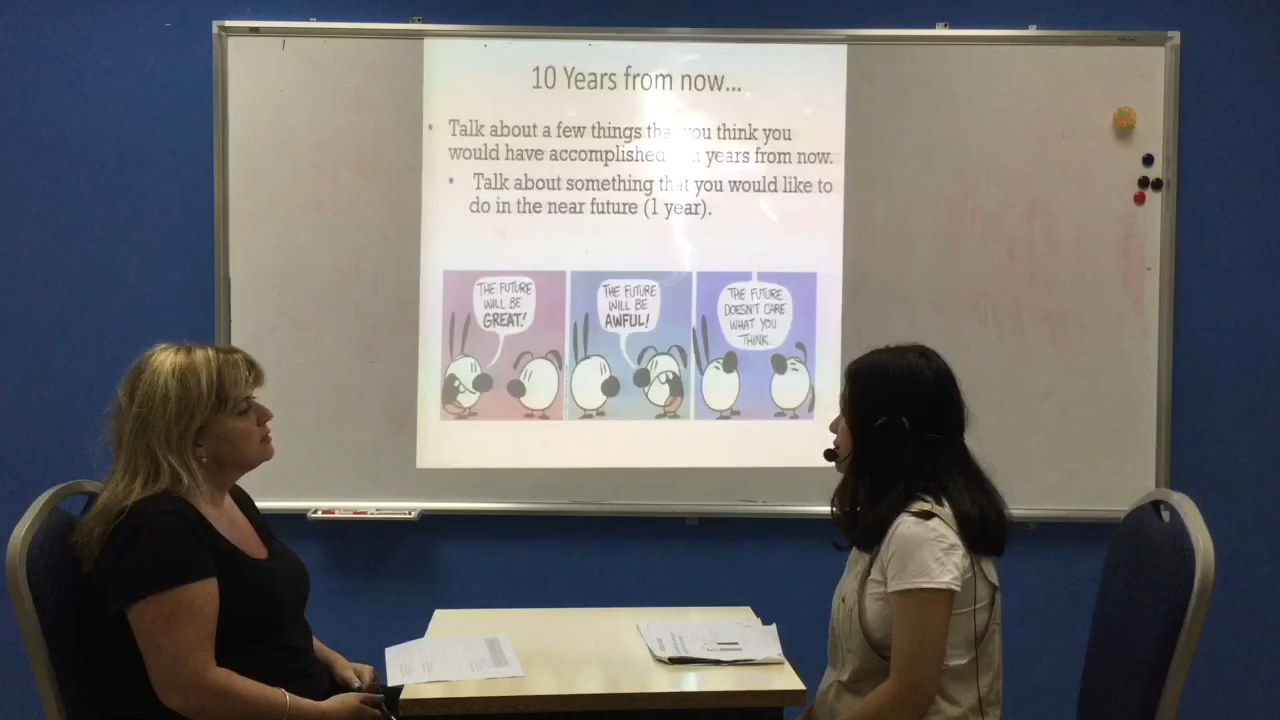 10 Years from now...
• Talk about a few things that you think you
would have accomplished years from now.
• Talk about something that you would like to
do in the near future (1 year).
THE FUTURE
WILL BE
GREAT!
THE FUTURE
WILL BE
AWFUL!
THE FUTURE
DOESN'T CARE
WHAT YOU
THINK.